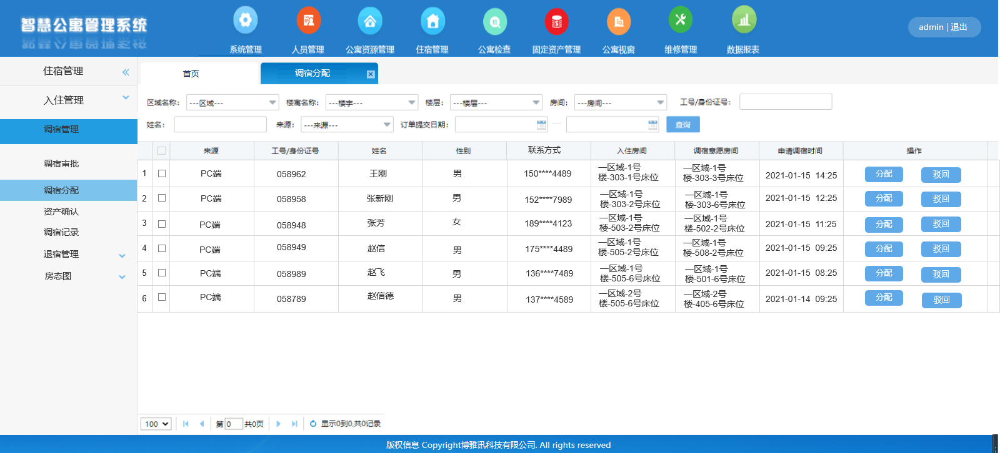 智慧公寓管理系统
系统管理 人员管理 公寓资源管理 住宿管理 公寓检查 固定资产管理 公寓视窗 维修管理 数据报表
admin | 退出
住宿管理
入住管理
调宿管理
调宿审批
调宿分配
资产确认
调宿记录
退宿管理
房态图
首页 调宿分配
区域名称: ---区域--- 楼寓名称: ---楼宇--- 楼层: ---楼层--- 房间: ---房间--- 工号/身份证号:
姓名: 来源: ---来源--- 订单提交日期: — 查询
来源 工号/身份证号 姓名 性别 联系方式 入住房间 调宿意愿房间 申请调宿时间 操作
1 PC端 058962 王刚 男 150****4489 一区域-1号楼-303-1号床位 一区域-1号楼-303-3号床位 2021-01-15 14:25 分配 驳回
2 PC端 058958 张新刚 男 152****7989 一区域-1号楼-303-2号床位 一区域-1号楼-303-6号床位 2021-01-15 12:25 分配 驳回
3 PC端 058948 张芳 女 189****4123 一区域-1号楼-503-2号床位 一区域-1号楼-502-2号床位 2021-01-15 11:25 分配 驳回
4 PC端 058949 赵信 男 175****4489 一区域-1号楼-505-2号床位 一区域-1号楼-508-2号床位 2021-01-15 09:25 分配 驳回
5 PC端 058989 赵飞 男 136****7489 一区域-1号楼-505-6号床位 一区域-1号楼-501-6号床位 2021-01-15 08:25 分配 驳回
6 PC端 058789 赵信德 男 137****4589 一区域-2号楼-505-6号床位 一区域-2号楼-405-6号床位 2021-01-14 09:25 分配 驳回
100 第 0 共0页 显示0到0,共0记录
版权信息 Copyright博雅讯科技有限公司. All rights reserved